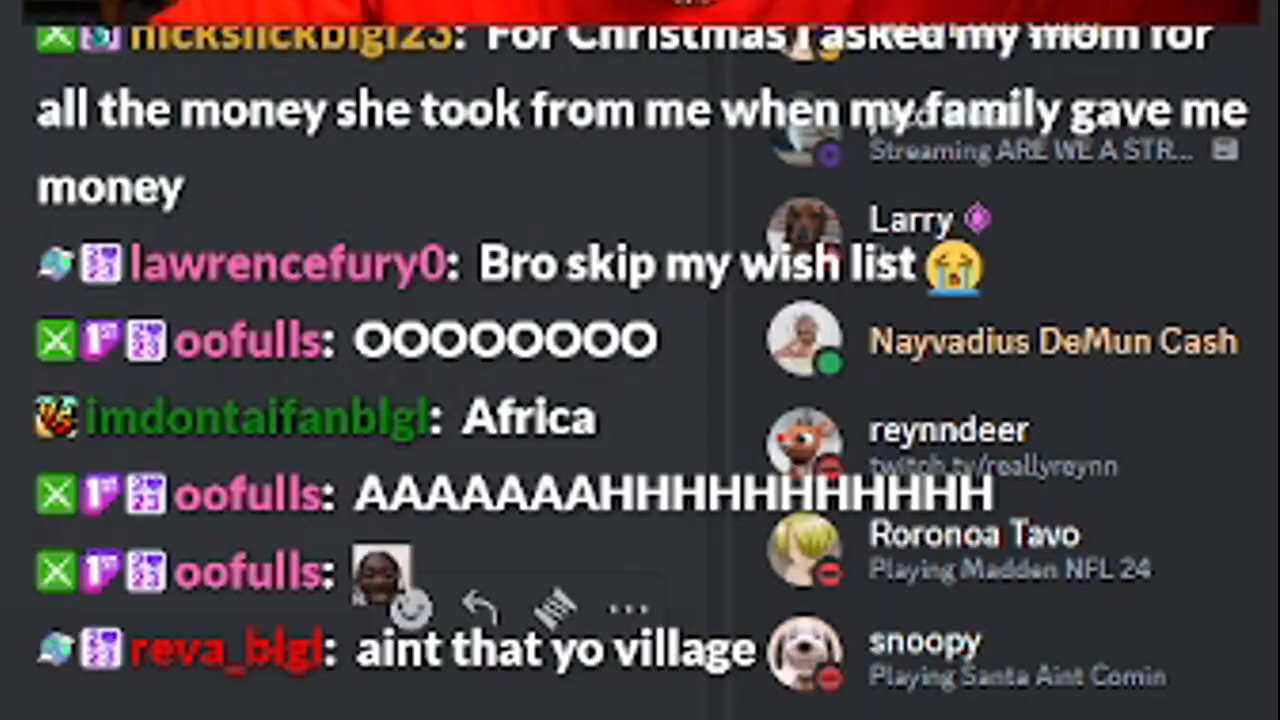 nickslickblgl23: For Christmas I asked my mom for
all the money she took from me when my family gave me
money
lawrencefury0: Bro skip my wish list
oofulls: OOOOOOOOO
imdontaifanblgl: Africa
oofulls: AAAAAAAHHHHHHHHHHH
oofulls:
reva_blgl: aint that yo village
Streaming ARE WE A STR...
Larry
Nayvadius DeMun Cash
reynndeer
twitch.tv/reallyreynn
Roronoa Tavo
Playing Madden NFL 24
snoopy
Playing Santa Aint Comin